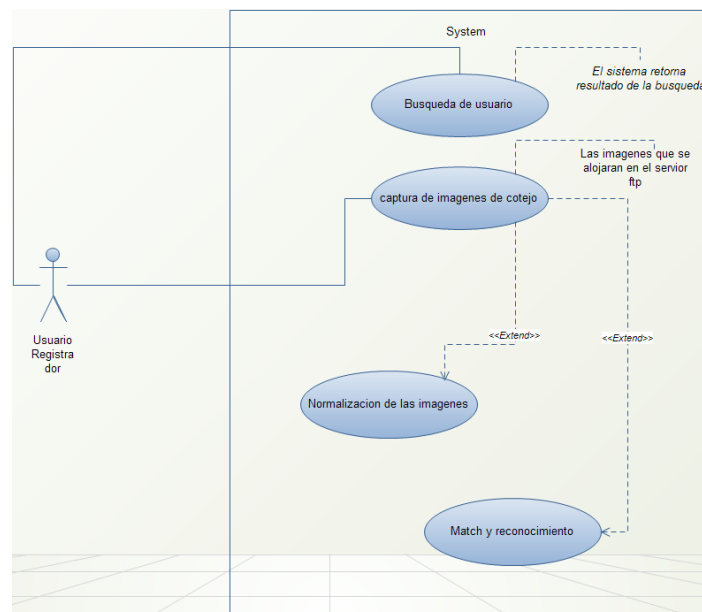 System
El sistema retorna
resultado de la busqueda
Busqueda de usuario
Las imagenes que se
alojaran en el servior
ftp
captura de imagenes de cotejo
Usuario
Registra
dor
<<Extend>>
<<Extend>>
Normalizacion de las imagenes
Match y reconocimiento